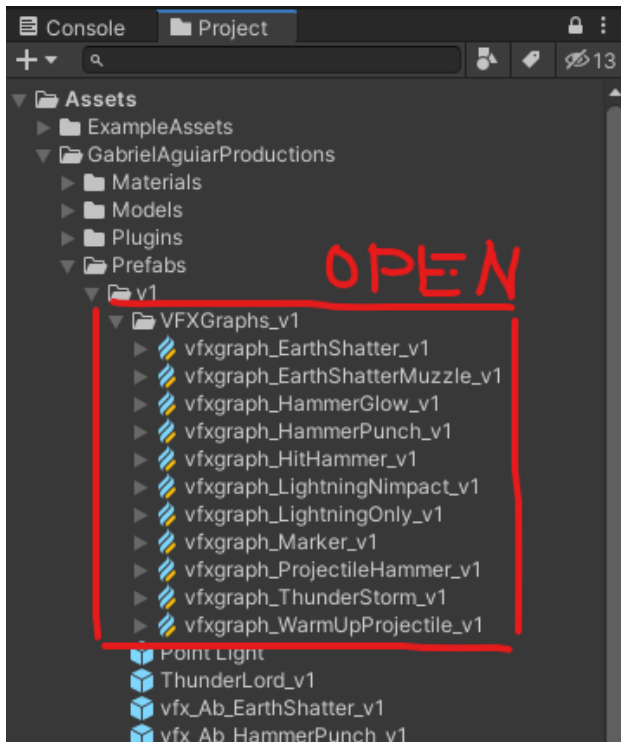 Console Project
13
Assets
ExampleAssets
GabrielAguiarProductions
Materials
Models
Plugins
Prefabs
OPEN
v1
VFXGraphs_v1
vfxgraph_EarthShatter_v1
vfxgraph_EarthShatterMuzzle_v1
vfxgraph_HammerGlow_v1
vfxgraph_HammerPunch_v1
vfxgraph_HitHammer_v1
vfxgraph_LightningNimpact_v1
vfxgraph_LightningOnly_v1
vfxgraph_Marker_v1
vfxgraph_ProjectileHammer_v1
vfxgraph_ThunderStorm_v1
vfxgraph_WarmUpProjectile_v1
Point Light
ThunderLord_v1
vfx_Ab_EarthShatter_v1
vfx_Ab_HammerPunch_v1